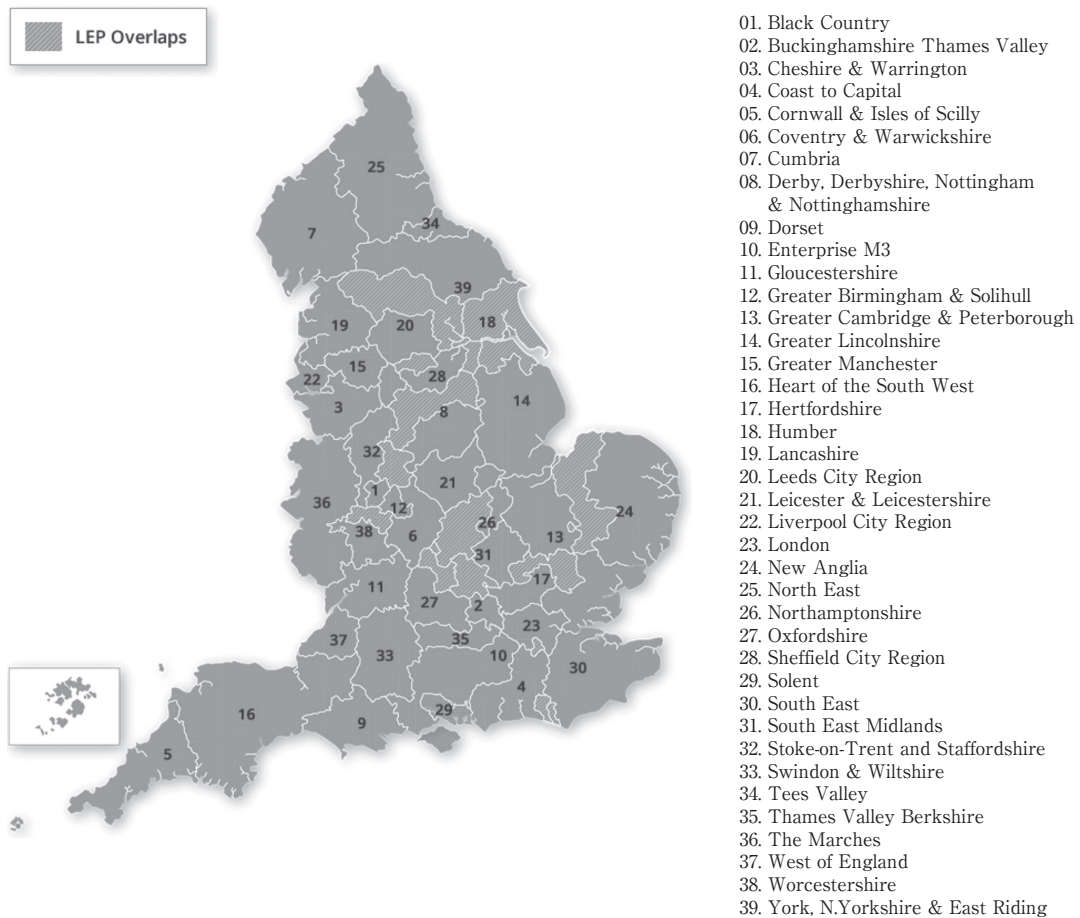 LEP Overlaps
25
34
7
39
19
20
18
15
28
22
3
8
14
32
21
1
36
12
26
24
38
6
13
31
11
17
27
2
23
37
35
33
10
30
4
16
29
9
5
01. Black Country
02. Buckinghamshire Thames Valley
03. Cheshire & Warrington
04. Coast to Capital
05. Cornwall & Isles of Scilly
06. Coventry & Warwickshire
07. Cumbria
08. Derby, Derbyshire, Nottingham
& Nottinghamshire
09. Dorset
10. Enterprise M3
11. Gloucestershire
12. Greater Birmingham & Solihull
13. Greater Cambridge & Peterborough
14. Greater Lincolnshire
15. Greater Manchester
16. Heart of the South West
17. Hertfordshire
18. Humber
19. Lancashire
20. Leeds City Region
21. Leicester & Leicestershire
22. Liverpool City Region
23. London
24. New Anglia
25. North East
26. Northamptonshire
27. Oxfordshire
28. Sheffield City Region
29. Solent
30. South East
31. South East Midlands
32. Stoke-on-Trent and Staffordshire
33. Swindon & Wiltshire
34. Tees Valley
35. Thames Valley Berkshire
36. The Marches
37. West of England
38. Worcestershire
39. York, N.Yorkshire & East Riding